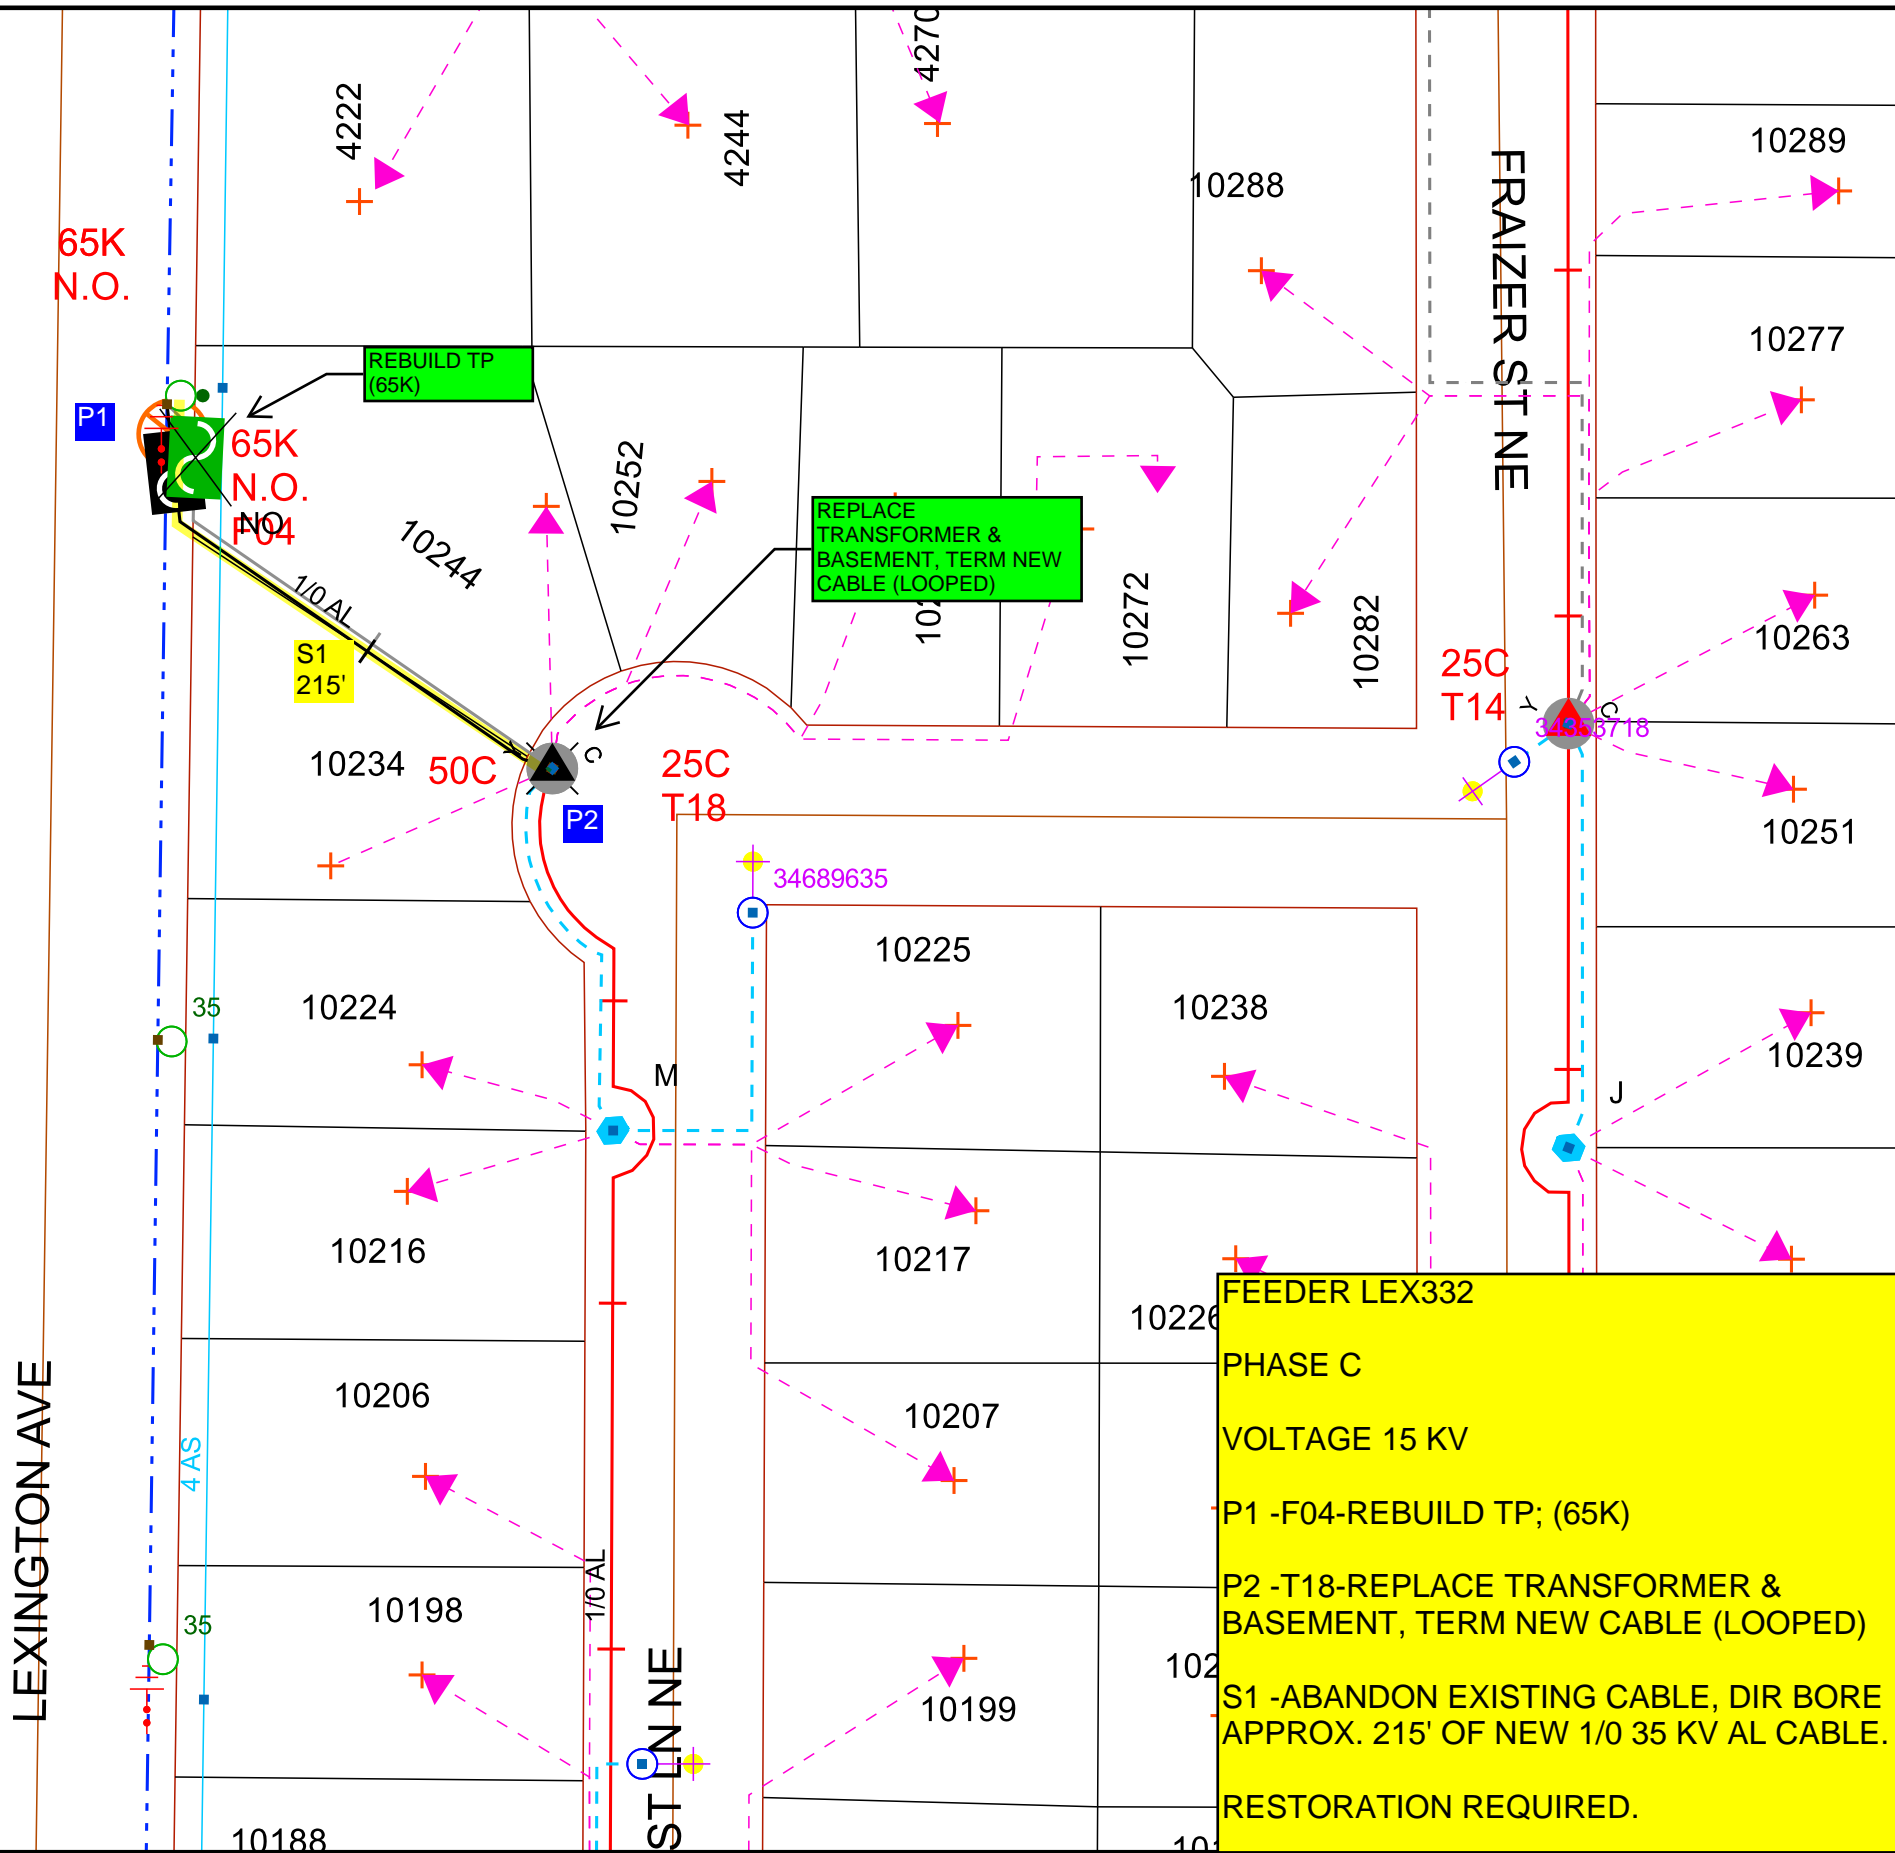 4222
4244
4270
10288
FRAIZER ST NE
10289
65K
N.O.
10277
REBUILD TP
(65K)
P1
65K
N.O.
F04
NO
10252
10244
REPLACE
TRANSFORMER &
BASEMENT, TERM NEW
CABLE (LOOPED)
10272
10282
1/0 AL
S1
215'
10263
25C
T14
Y
C
34353718
10234
50C
Y
C
25C
T18
P2
34689635
10251
10225
10224
35
10238
10239
M
J
10216
10217
10226
10206
10207
4 AS
LEXINGTON AVE
1/0 AL
10198
35
10199
ST LN NE
10188
FEEDER LEX332
PHASE C
VOLTAGE 15 KV
P1 -F04-REBUILD TP; (65K)
P2 -T18-REPLACE TRANSFORMER &
BASEMENT, TERM NEW CABLE (LOOPED)
S1 -ABANDON EXISTING CABLE, DIR BORE
APPROX. 215' OF NEW 1/0 35 KV AL CABLE.
RESTORATION REQUIRED.